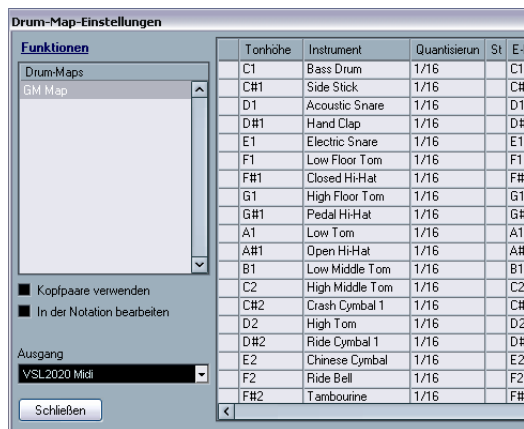 Drum-Map-Einstellungen
Funktionen
Drum-Maps
GM Map
Kopfpaare verwenden
In der Notation bearbeiten
Ausgang
VSL2020 Midi
Schließen
Tonhöhe Instrument Quantisierun St E-
C1 Bass Drum 1/16 C1
C#1 Side Stick 1/16 C#
D1 Acoustic Snare 1/16 D1
D#1 Hand Clap 1/16 D#
E1 Electric Snare 1/16 E1
F1 Low Floor Tom 1/16 F1
F#1 Closed Hi-Hat 1/16 F#
G1 High Floor Tom 1/16 G1
G#1 Pedal Hi-Hat 1/16 G#
A1 Low Tom 1/16 A1
A#1 Open Hi-Hat 1/16 A#
B1 Low Middle Tom 1/16 B1
C2 High Middle Tom 1/16 C2
C#2 Crash Cymbal 1 1/16 C#
D2 High Tom 1/16 D2
D#2 Ride Cymbal 1 1/16 D#
E2 Chinese Cymbal 1/16 E2
F2 Ride Bell 1/16 F2
F#2 Tambourine 1/16 F#